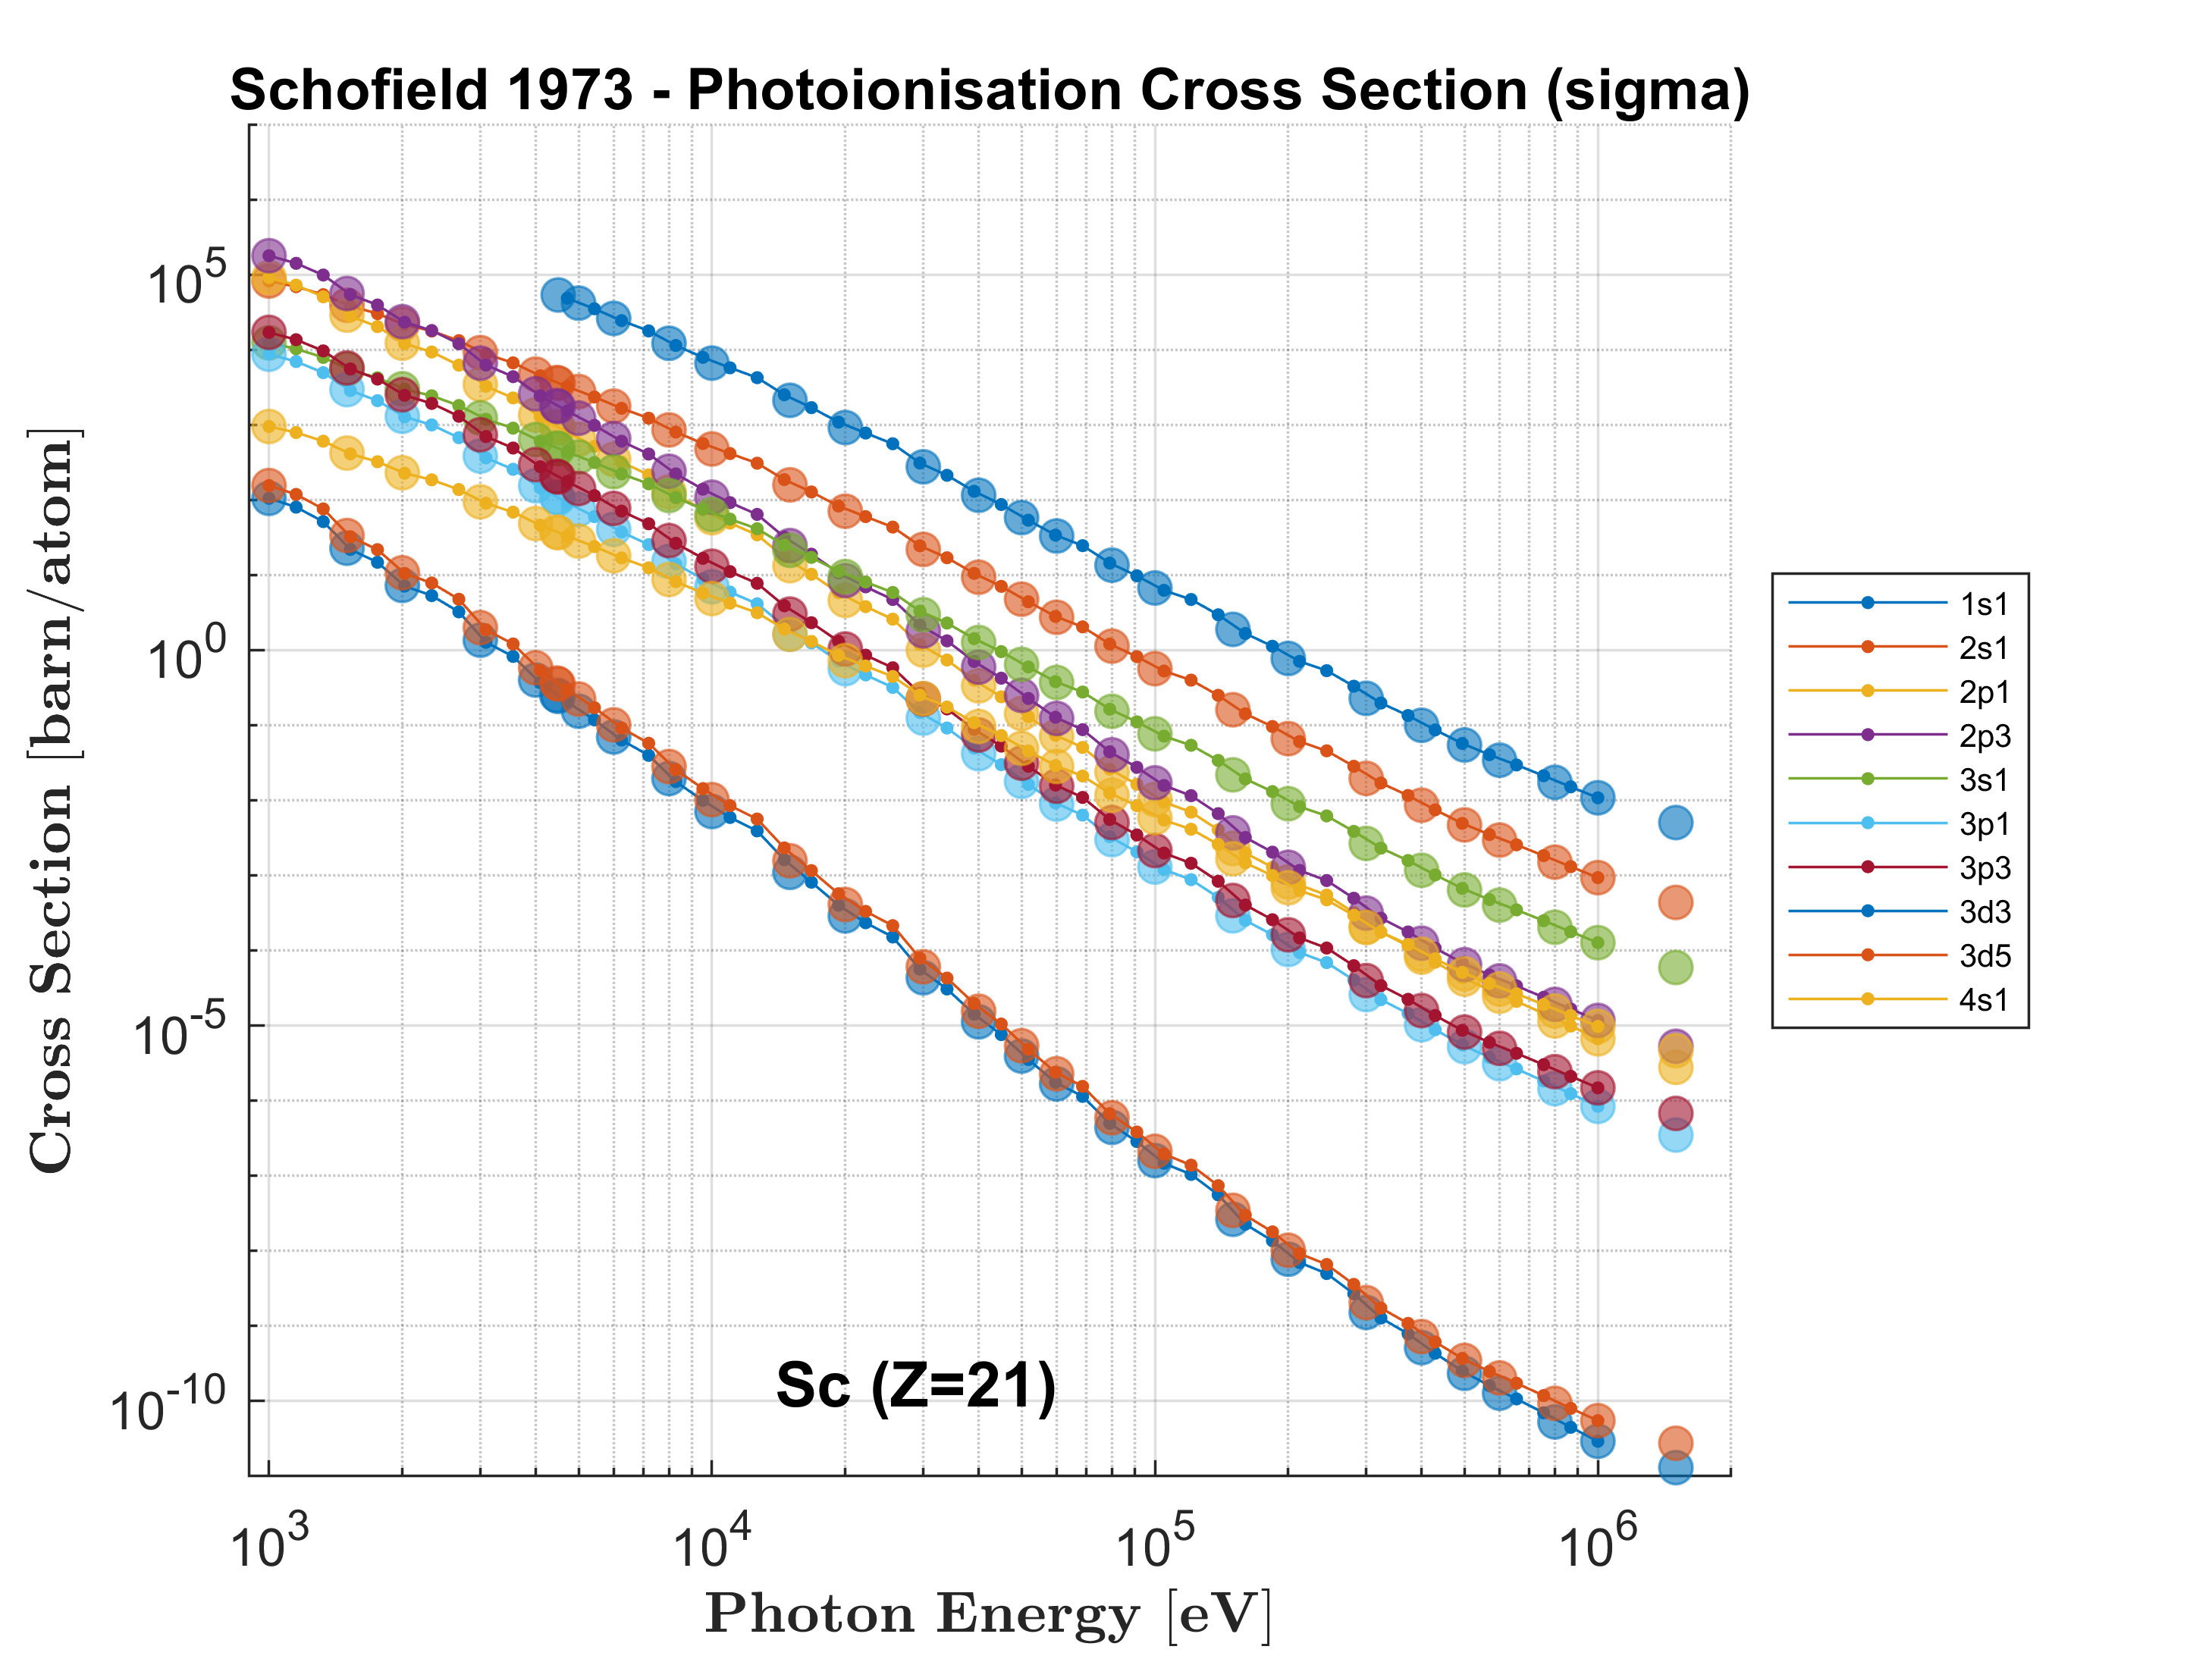 Schofield 1973 - Photoionisation Cross Section (sigma)
Cross Section [barn/atom]
10^5
10^0
10^-5
10^-10
Sc (Z=21)
10^3
10^4
10^5
10^6
Photon Energy [eV]
1s1
2s1
2p1
2p3
3s1
3p1
3p3
3d3
3d5
4s1